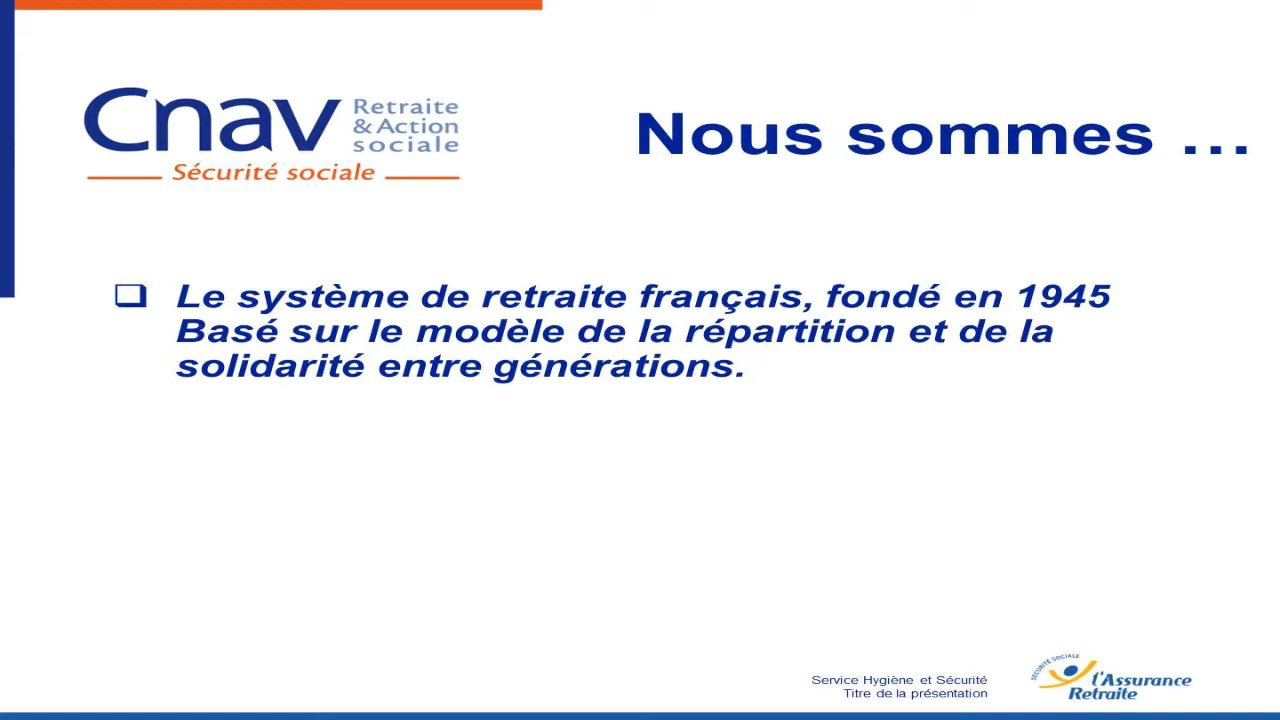 Cnav
Retraite
& Action
sociale
Sécurité sociale
Nous sommes ...
Le système de retraite français, fondé en 1945
Basé sur le modèle de la répartition et de la
solidarité entre générations.
Service Hygiène et Sécurité
Titre de la présentation
SÉCURITÉ SOCIALE
l'Assurance
Retraite